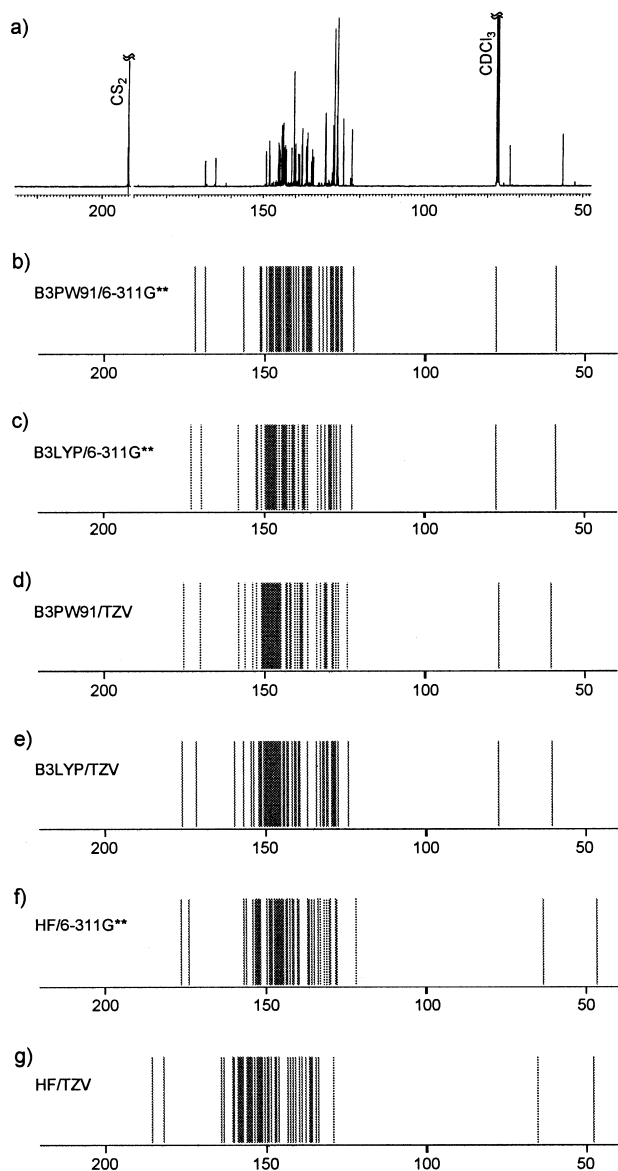 a)
CS₂
CDCl₃
200 150 100 50
b)
B3PW91/6-311G**
200 150 100 50
c)
B3LYP/6-311G**
200 150 100 50
d)
B3PW91/TZV
200 150 100 50
e)
B3LYP/TZV
200 150 100 50
f)
HF/6-311G**
200 150 100 50
g)
HF/TZV
200 150 100 50